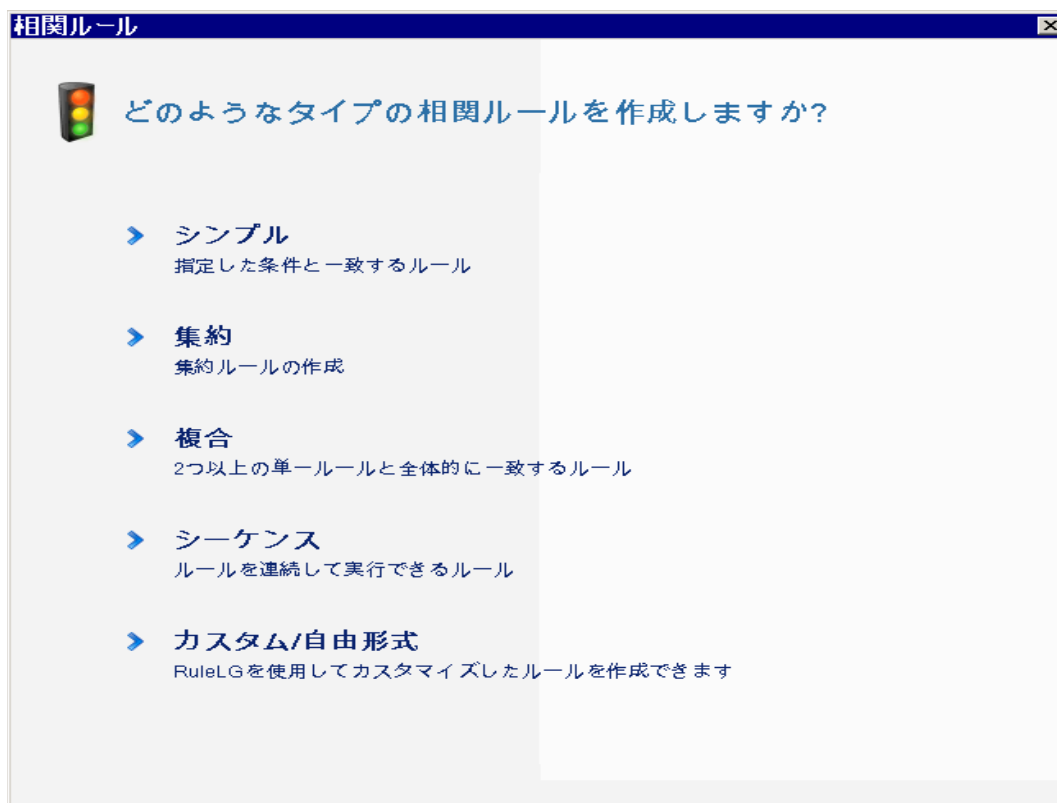 相関ルール
どのようなタイプの相関ルールを作成しますか?
シンプル
指定した条件と一致するルール
集約
集約ルールの作成
複合
2つ以上の単一ルールと全体的に一致するルール
シーケンス
ルールを連続して実行できるルール
カスタム/自由形式
RuleLGを使用してカスタマイズしたルールを作成できます